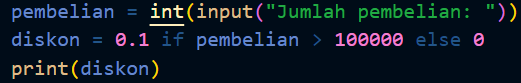 pembelian = int(input("Jumlah pembelian: "))
diskon = 0.1 if pembelian > 100000 else 0
print(diskon)